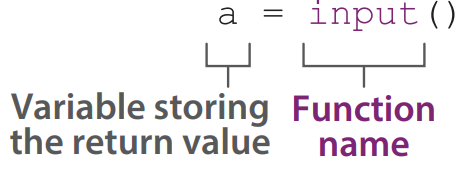 a = input()
Variable storing
the return value
Function
name